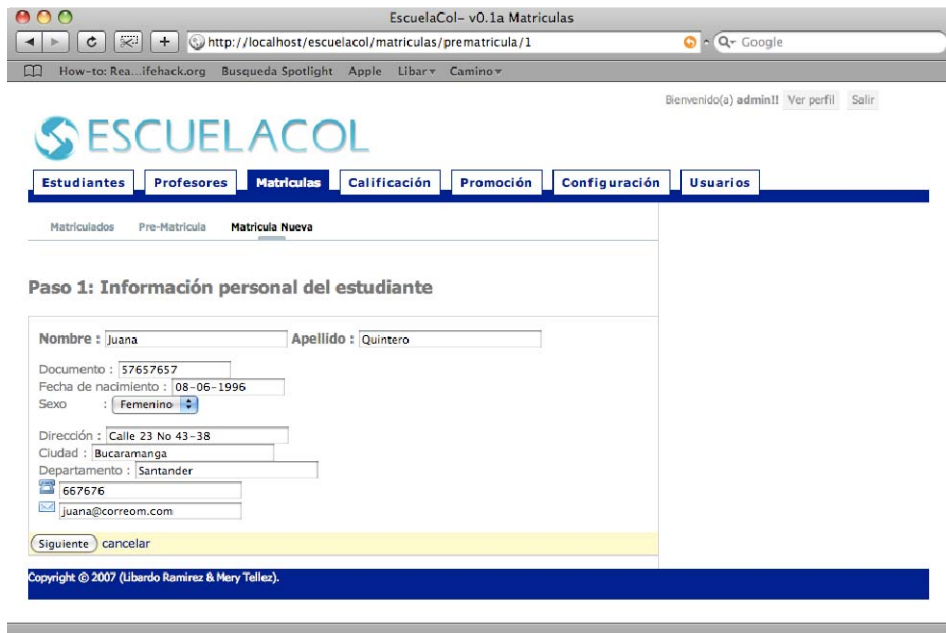 EscuelaCol- v0.1a Matriculas
http://localhost/escuelacol/matriculas/prematricula/1
Google
How-to: Rea...ifehack.org Busqueda Spotlight Apple Libar Camino
Bienvenido(a) admin!! Ver perfil Salir
ESCUELACOL
Estudiantes Profesores Matriculas Calificación Promoción Configuración Usuarios
Matriculados Pre-Matricula Matricula Nueva
Paso 1: Información personal del estudiante
Nombre : Juana Apellido : Quintero
Documento : 57657657
Fecha de nacimiento : 08-06-1996
Sexo : Femenino
Dirección : Calle 23 No 43-38
Ciudad : Bucaramanga
Departamento : Santander
667676
juana@correom.com
Siguiente cancelar
Copyright © 2007 (Libardo Ramirez & Mery Tellez).